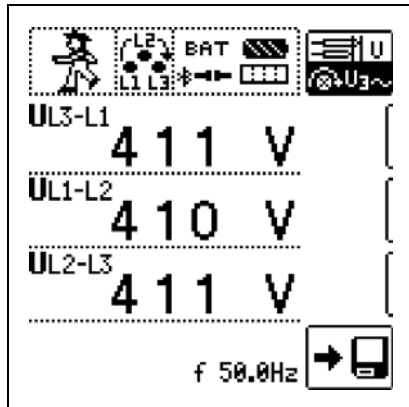 L2 BAT U
L1 L3 U3~
UL3-L1
411 V
UL1-L2
410 V
UL2-L3
411 V
f 50.0Hz